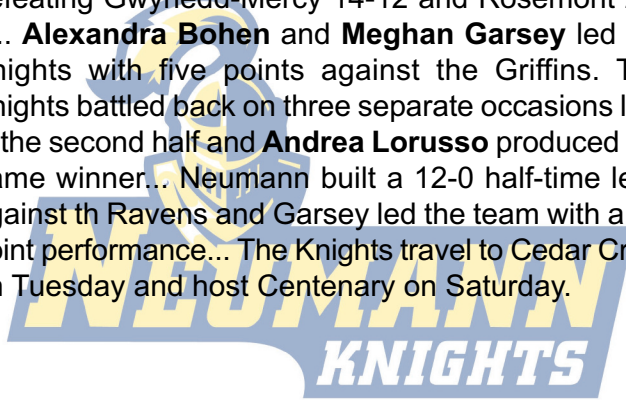 defeating Gwynedd-Mercy 14-12 and Rosemont
... Alexandra Bohen and Meghan Garsey led
nights with five points against the Griffins. T
nights battled back on three separate occasions l
the second half and Andrea Lorusso produced
ame winner... Neumann built a 12-0 half-time le
gainst th Ravens and Garsey led the team with a
oint performance... The Knights travel to Cedar Cr
n Tuesday and host Centenary on Saturday.
NEUMANN
KNIGHTS